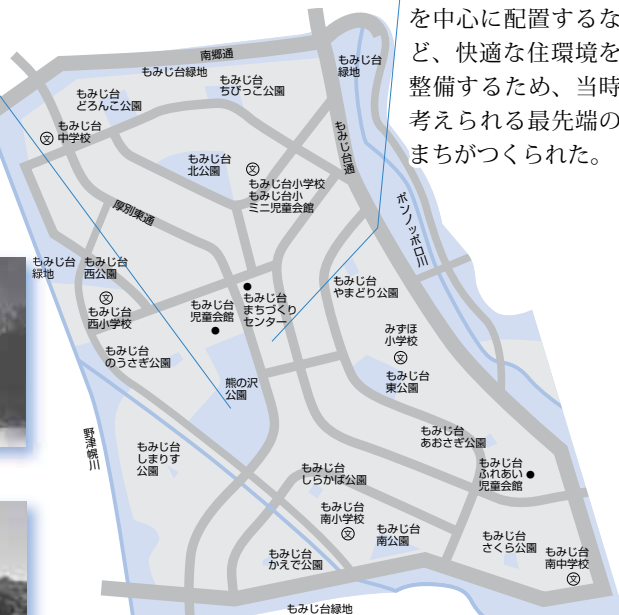 を中心に配置するな
ど、快適な住環境を
整備するため、当時
考えられる最先端の
まちがつくられた。
南郷通
もみじ台緑地
もみじ台
ちびっこ公園
もみじ台
緑地
もみじ台
どろんこ公園
文
もみじ台
中学校
もみじ台通
もみじ台
北公園
文
もみじ台小学校
もみじ台小
ミニ児童会館
厚別東通
ポンノッポロ川
もみじ台
緑地
もみじ台
西公園
文
もみじ台
西小学校
もみじ台
児童会館
もみじ台
まちづくり
センター
もみじ台
やまどり公園
みずほ
小学校
文
もみじ台
東公園
もみじ台
のうさぎ公園
熊の沢
公園
野津幌川
もみじ台
しまりす
公園
もみじ台
あおさぎ公園
もみじ台
ふれあい
児童会館
もみじ台
しらかば公園
もみじ台
南小学校
文
もみじ台
南公園
もみじ台
さくら公園
もみじ台
南中学校
文
もみじ台
かえで公園
もみじ台緑地